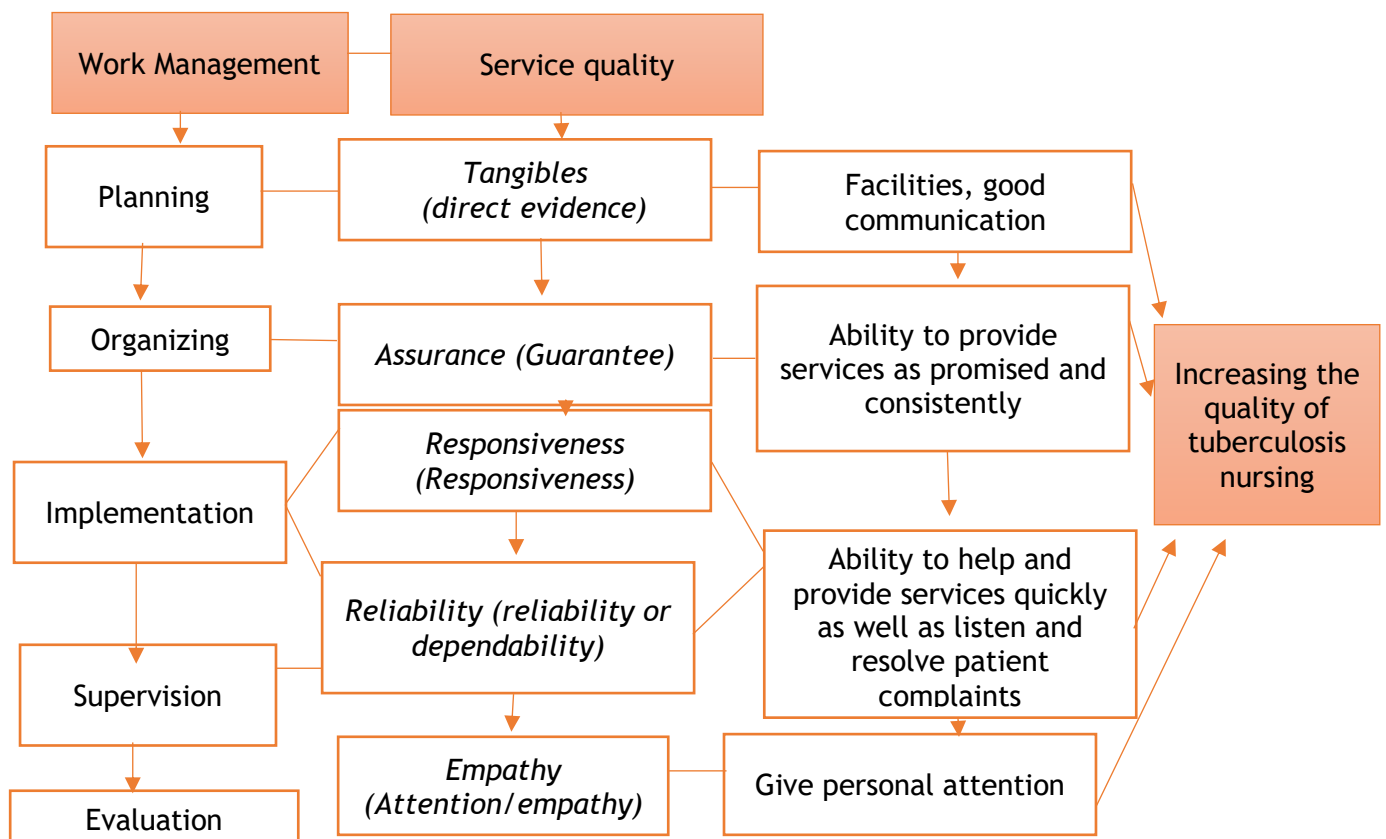 Work Management
Service quality
Planning
Tangibles
(direct evidence)
Facilities, good
communication
Organizing
Assurance (Guarantee)
Ability to provide
services as promised and
consistently
Increasing the
quality of
tuberculosis
nursing
Implementation
Responsiveness
(Responsiveness)
Reliability (reliability or
dependability)
Ability to help and
provide services quickly
as well as listen and
resolve patient
complaints
Supervision
Empathy
(Attention/empathy)
Give personal attention
Evaluation